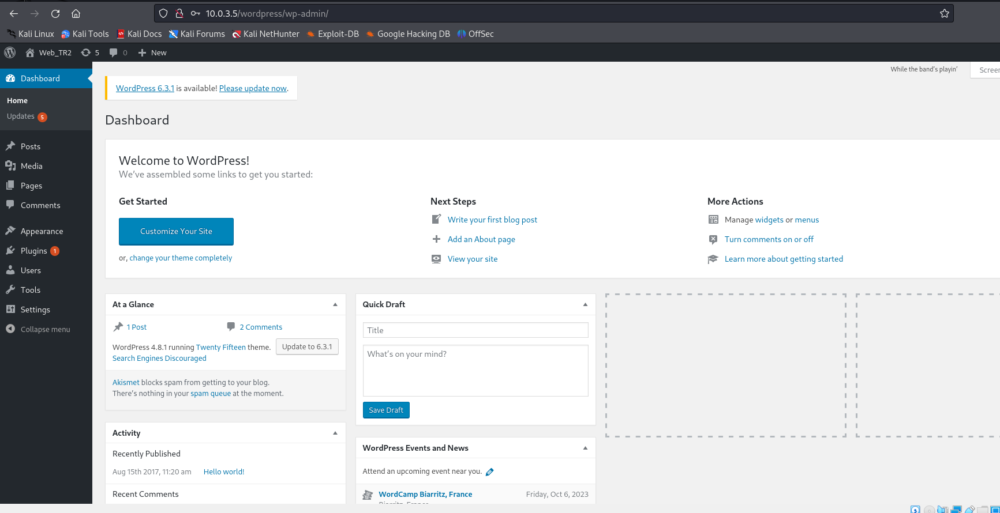 10.0.3.5/wordpress/wp-admin/
Kali Linux Kali Tools Kali Docs Kali Forums Kali NetHunter Exploit-DB Google Hacking DB OffSec
Web_TR2 5 0 New
Dashboard
Home
Updates 5
Posts
Media
Pages
Comments
Appearance
Plugins 1
Users
Tools
Settings
Collapse menu
While the band's playin'
Screen
WordPress 6.3.1 is available! Please update now.
Dashboard
Welcome to WordPress!
We've assembled some links to get you started:
Get Started
Customize Your Site
or, change your theme completely
Next Steps
Write your first blog post
Add an About page
View your site
More Actions
Manage widgets or menus
Turn comments on or off
Learn more about getting started
At a Glance
1 Post 2 Comments
WordPress 4.8.1 running Twenty Fifteen theme. Update to 6.3.1
Search Engines Discouraged
Akismet blocks spam from getting to your blog.
There's nothing in your spam queue at the moment.
Activity
Recently Published
Aug 15th 2017, 11:20 am Hello world!
Recent Comments
Quick Draft
Title
What's on your mind?
Save Draft
WordPress Events and News
Attend an upcoming event near you.
WordCamp Biarritz, France Friday, Oct 6, 2023
Biarritz, France